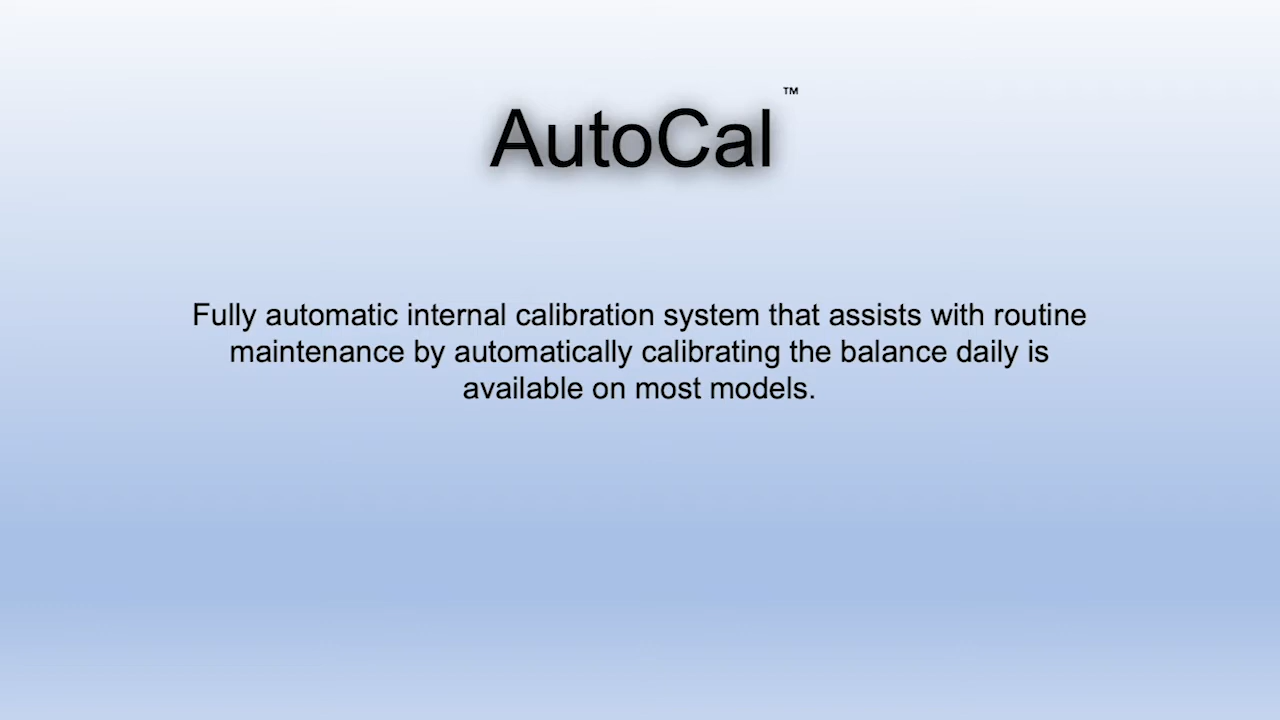 AutoCal™
Fully automatic internal calibration system that assists with routine
maintenance by automatically calibrating the balance daily is
available on most models.